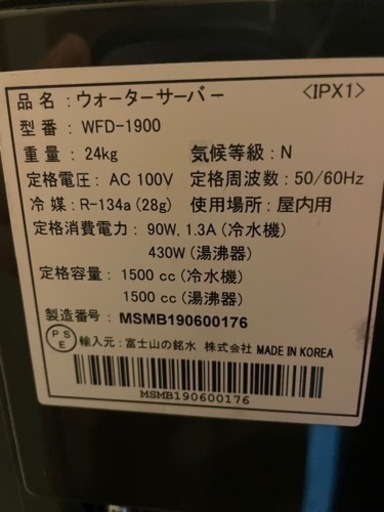 品名：ウォーターサーバー 〈IPX1〉
型番： WFD-1900
重量：24kg 気候等級：N
定格電圧：AC 100V 定格周波数：50/60Hz
冷媒：R-134a (28g) 使用場所：屋内用
定格消費電力： 90W, 1.3A (冷水機)
430W (湯沸器)
定格容量：1500 cc (冷水機)
1500 cc (湯沸器)
製造番号：MSMB190600176
PSE 輸入元：富士山の銘水 株式会社 MADE IN KOREA
MSMB190600176